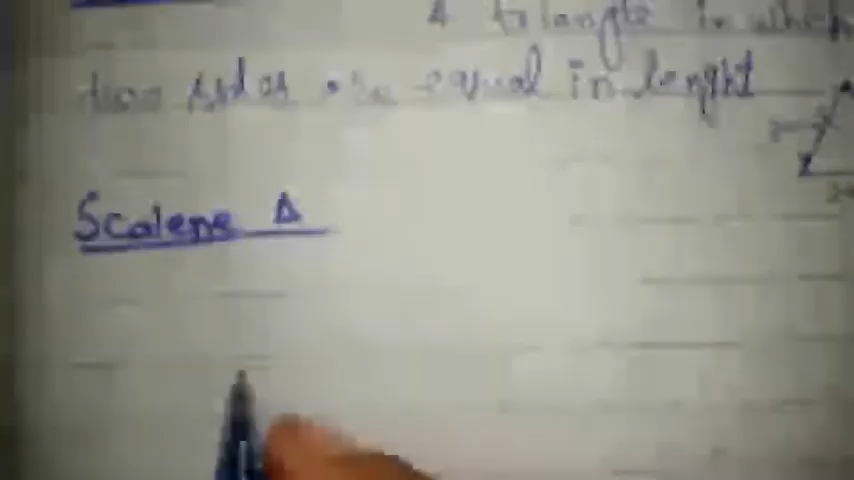 A triangle in which
two sides are equal in lenght
Scalene Δ